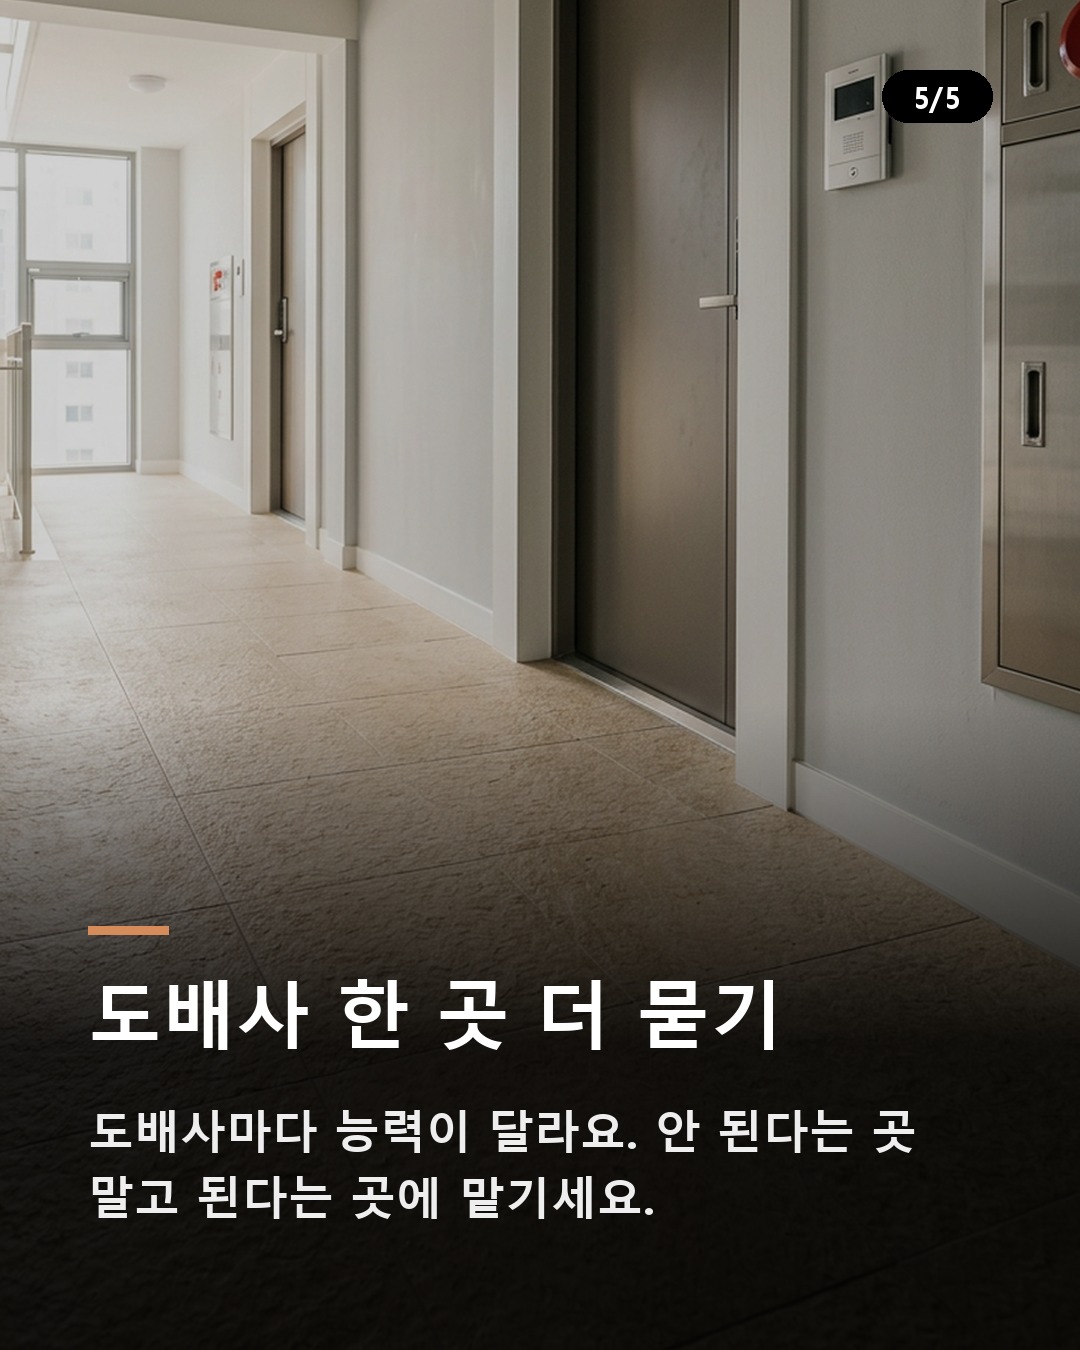 5/5
도배사 한 곳 더 묻기
도배사마다 능력이 달라요. 안 된다는 곳
말고 된다는 곳에 맡기세요.